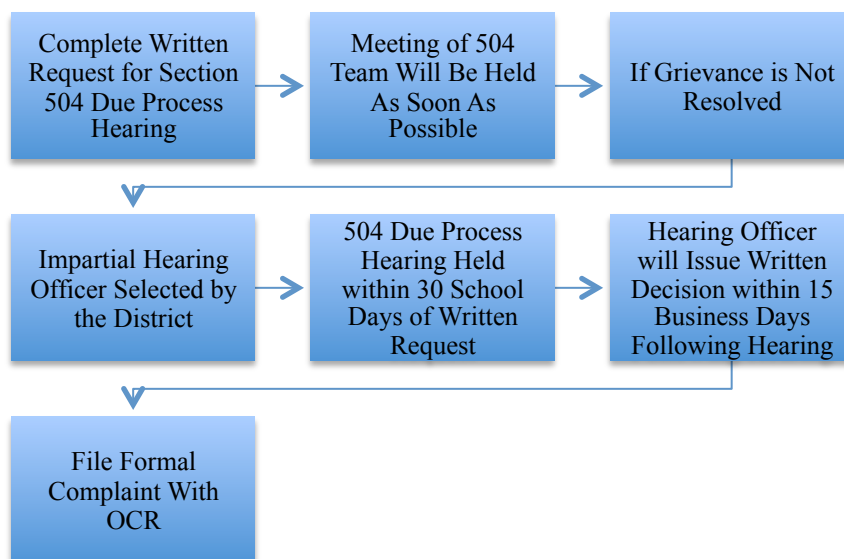 Complete Written
Request for Section
504 Due Process
Hearing
Meeting of 504
Team Will Be Held
As Soon As
Possible
If Grievance is Not
Resolved
Impartial Hearing
Officer Selected by
the District
504 Due Process
Hearing Held
within 30 School
Days of Written
Request
Hearing Officer
will Issue Written
Decision within 15
Business Days
Following Hearing
File Formal
Complaint With
OCR